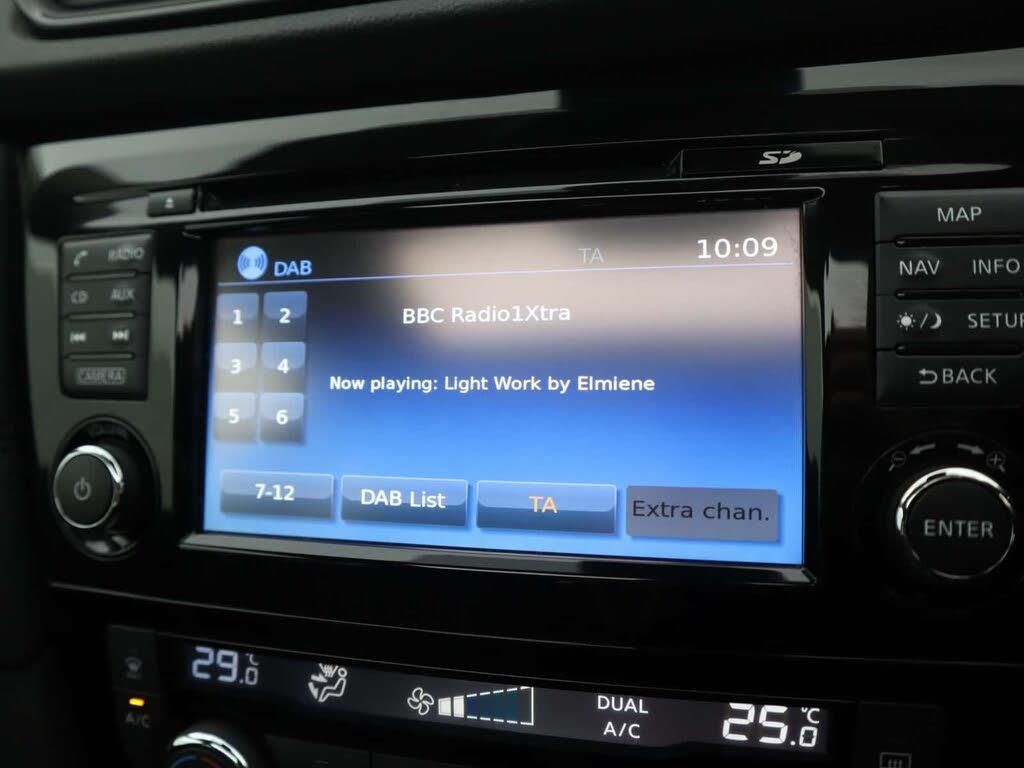 SD
MAP
NAV INFO
SETUP
BACK
ENTER
RADIO
CD AUX
CAMERA
DAB
TA
10:09
1 2
3 4
5 6
BBC Radio1Xtra
Now playing: Light Work by Elmiene
7-12
DAB List
TA
Extra chan.
A/C
29.0 °C
DUAL
A/C
25.0 °C